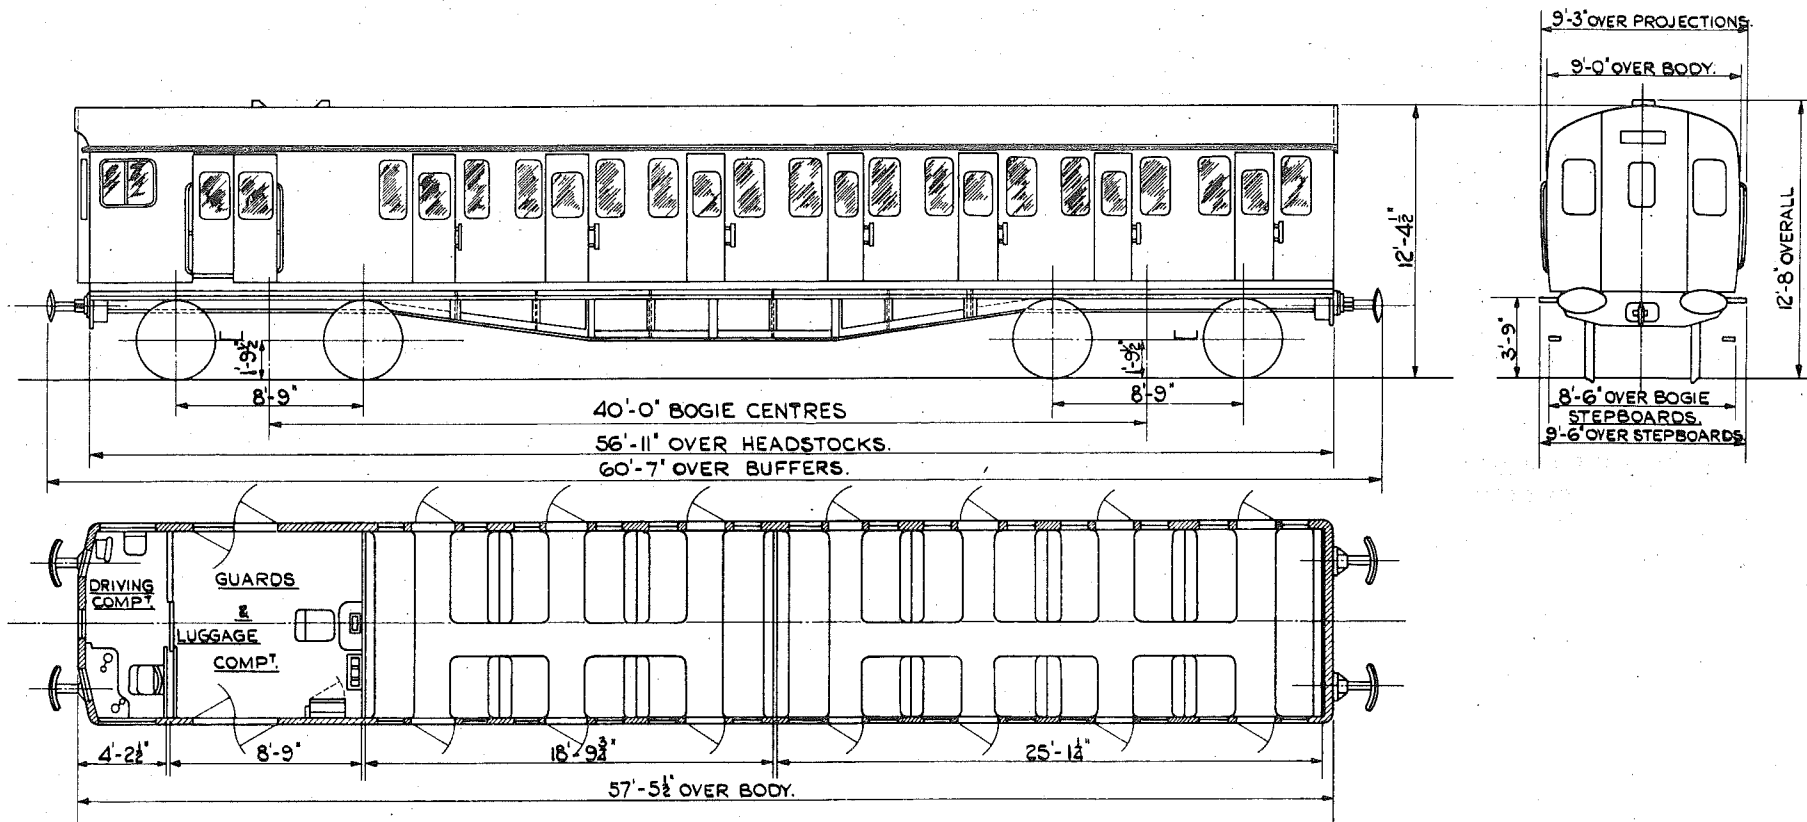 9'-3" OVER PROJECTIONS.
9'-0" OVER BODY.
12'-4½"
12'-8" OVERALL
3'-9"
1'-9½"
1'-9½"
8'-9"
8'-9"
40'-0" BOGIE CENTRES
56'-11" OVER HEADSTOCKS.
60'-7" OVER BUFFERS.
8'-6" OVER BOGIE
STEPBOARDS.
9'-6" OVER STEPBOARDS
DRIVING
COMPT.
GUARDS
&
LUGGAGE
COMPT.
4'-2½"
8'-9"
18'-9¾"
25'-1¼"
57'-5½" OVER BODY.